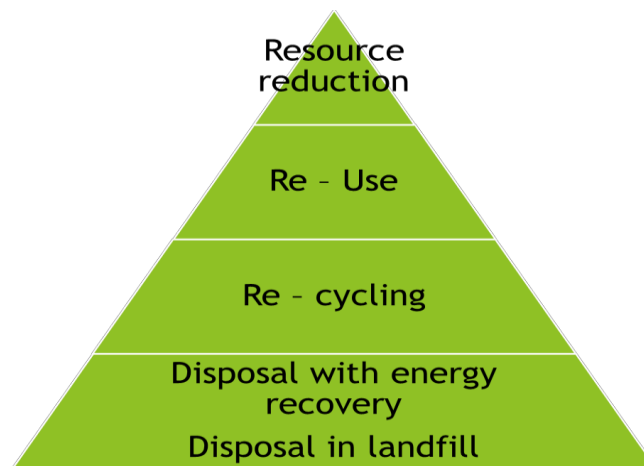 Resource
reduction
Re – Use
Re – cycling
Disposal with energy
recovery
Disposal in landfill